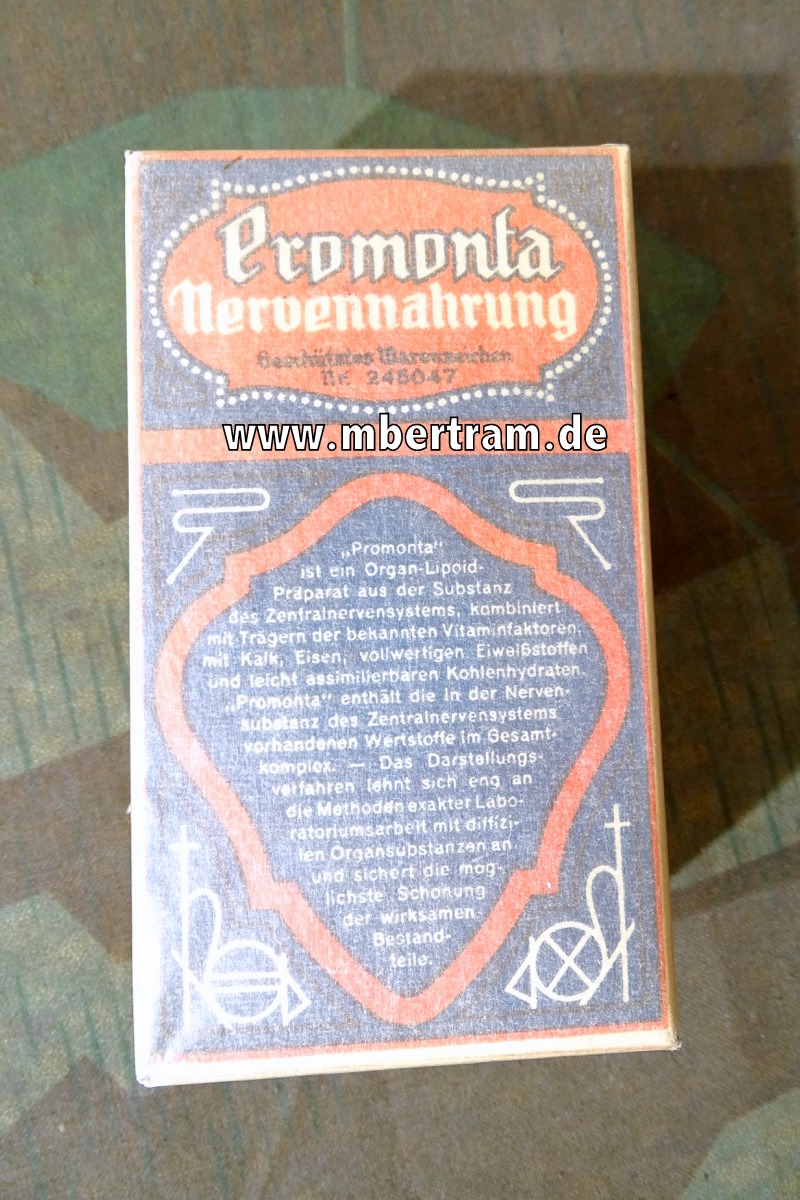 Promonta
Nervennahrung
Geschütztes Warenzeichen
Nr. 245047
www.mbertram.de
„Promonta“
ist ein Organ-Lipoid-
Präparat aus der Substanz
des Zentralnervensystems, kombiniert
mit Trägern der bekannten Vitaminfaktoren,
mit Kalk, Eisen, vollwertigen Eiweißstoffen
und leicht assimilierbaren Kohlenhydraten.
„Promonta“ enthält die in der Nerven-
substanz des Zentralnervensystems
vorhandenen Wertstoffe im Gesamt-
komplex. — Das Darstellungs-
verfahren lehnt sich eng an
die Methoden exakter Labo-
ratoriumsarbeit mit diffizi-
len Organsubstanzen an
und sichert die mög-
lichste Schonung
der wirksamen
Bestand-
teile.